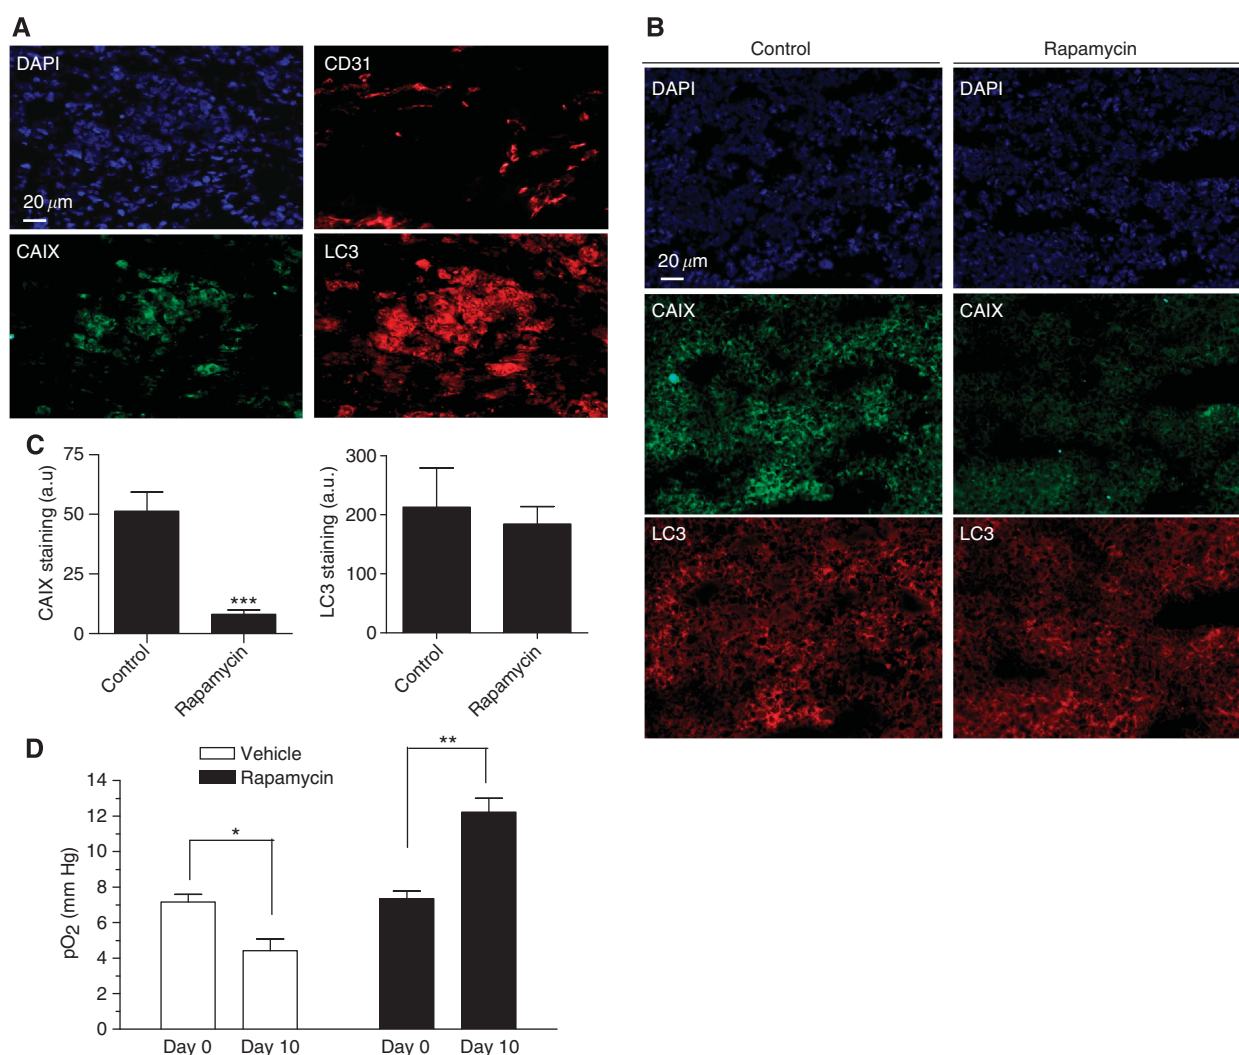 A
DAPI
CD31
20 μm
CAIX
LC3
B
Control
Rapamycin
DAPI
DAPI
20 μm
CAIX
CAIX
LC3
LC3
C
CAIX staining (a.u)
75
50
25
0
***
Control
Rapamycin
LC3 staining (a.u.)
300
200
100
0
Control
Rapamycin
D
Vehicle
Rapamycin
pO2 (mm Hg)
14
12
10
8
6
4
2
0
*
**
Day 0
Day 10
Day 0
Day 10